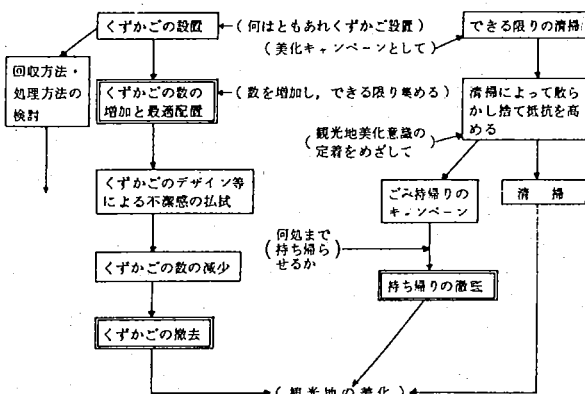 くずかごの設置
(何はともあれくずかご設置)
(美化キャンペーンとして)
できる限りの清掃
回収方法・
処理方法の
検討
くずかごの数の
増加と最適配置
(数を増加し,できる限り集める)
清掃によって散ら
かし捨て抵抗を高
める
(観光地美化意識の
定着をめざして)
くずかごのデザイン等
による不潔感の払拭
ごみ持帰りの
キャンペーン
清掃
(何処まで
持ち帰ら
せるか)
くずかごの数の減少
持ち帰りの徹底
くずかごの撤去
(観光地の美化)